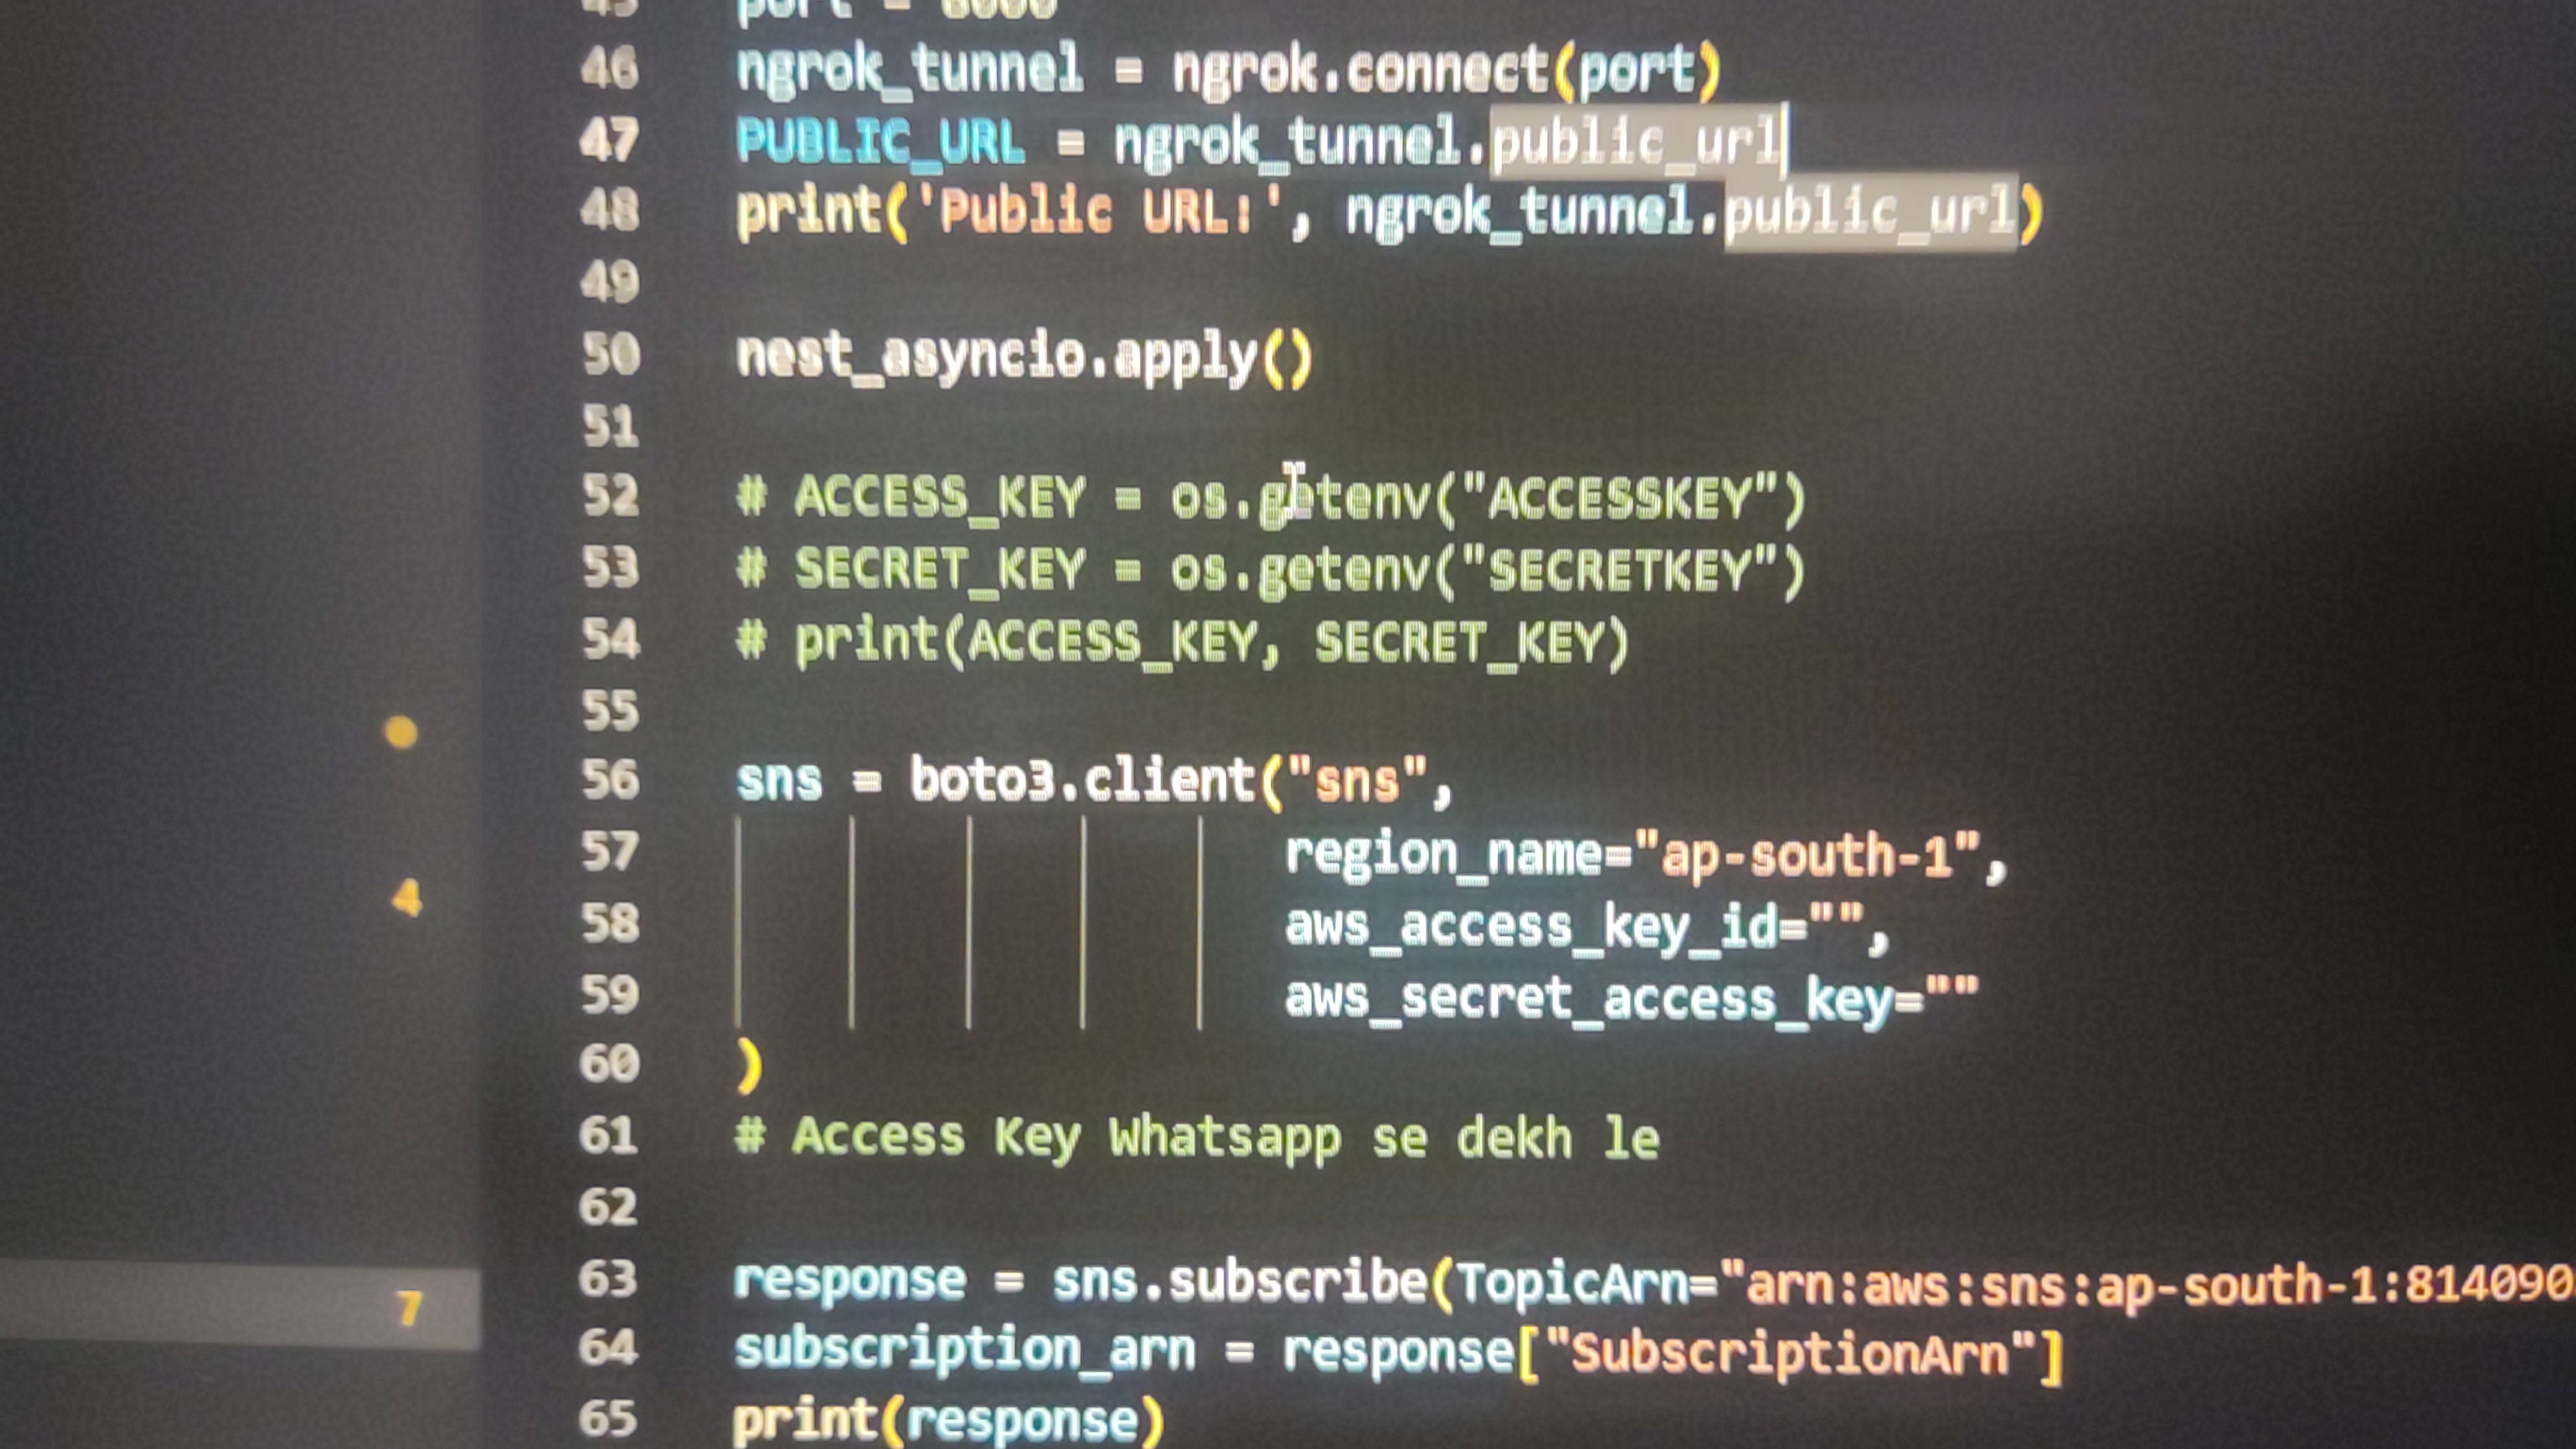 45 port = 8000
46 ngrok_tunnel = ngrok.connect(port)
47 PUBLIC_URL = ngrok_tunnel.public_url
48 print('Public URL:', ngrok_tunnel.public_url)
49
50 nest_asyncio.apply()
51
52 # ACCESS_KEY = os.getenv("ACCESSKEY")
53 # SECRET_KEY = os.getenv("SECRETKEY")
54 # print(ACCESS_KEY, SECRET_KEY)
55
56 sns = boto3.client("sns",
57 region_name="ap-south-1",
4
58 aws_access_key_id="",
59 aws_secret_access_key=""
60 )
61 # Access Key Whatsapp se dekh le
62
63 response = sns.subscribe(TopicArn="arn:aws:sns:ap-south-1:814090
7
64 subscription_arn = response["SubscriptionArn"]
65 print(response)